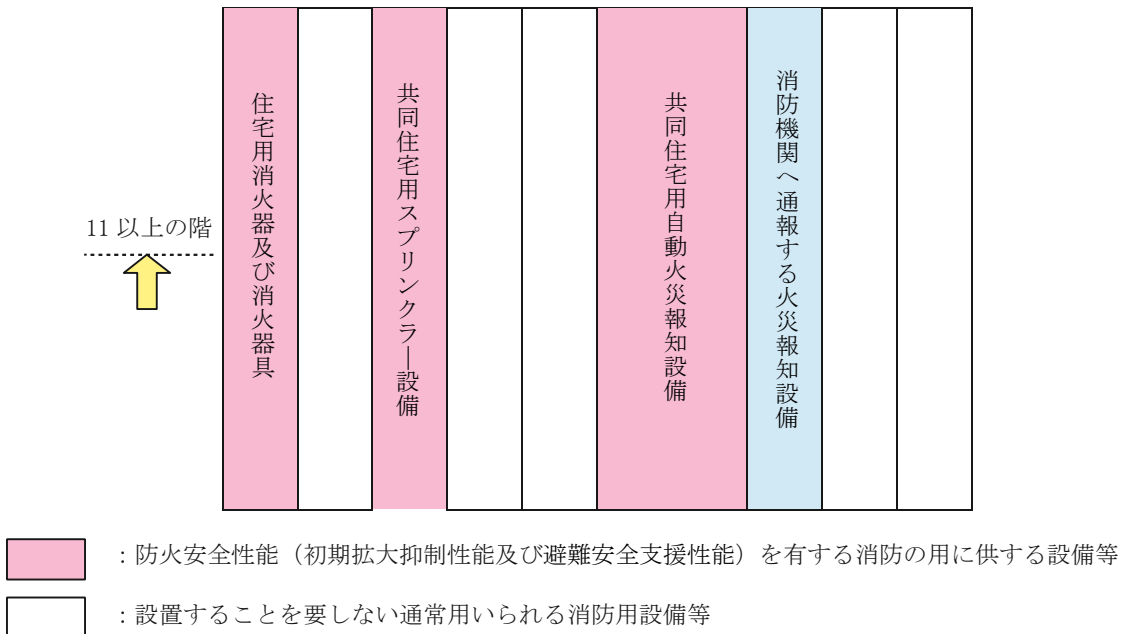 11 以上の階
住宅用消火器及び消火器具
共同住宅用スプリンクラ―設備
共同住宅用自動火災報知設備
消防機関へ通報する火災報知設備
：防火安全性能（初期拡大抑制性能及び避難安全支援性能）を有する消防の用に供する設備等
：設置することを要しない通常用いられる消防用設備等